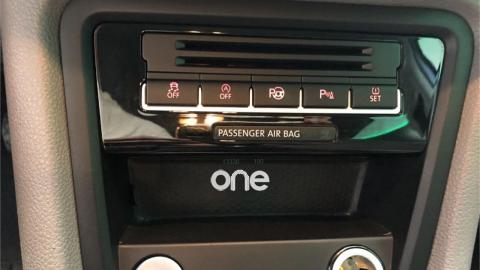 OFF OFF P SET
PASSENGER AIR BAG
one